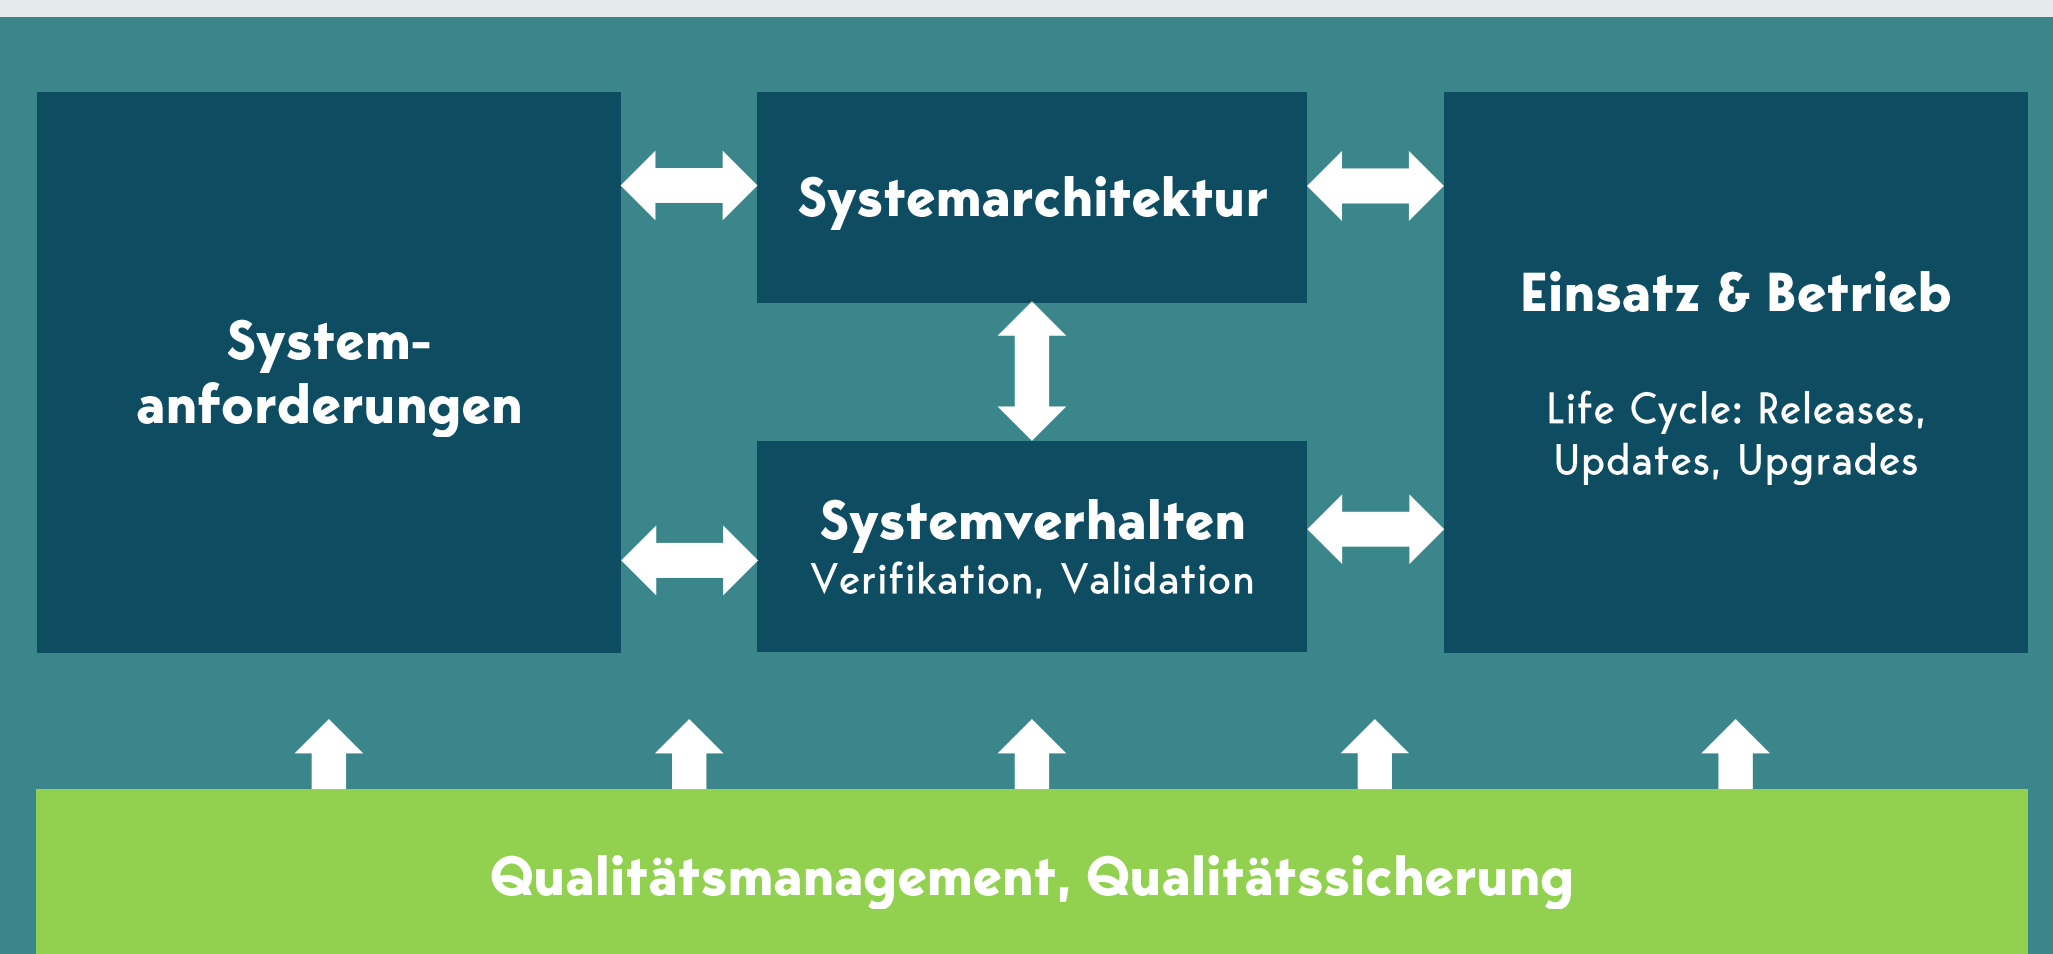 System-
anforderungen
Systemarchitektur
Systemverhalten
Verifikation, Validation
Einsatz & Betrieb
Life Cycle: Releases,
Updates, Upgrades
Qualitätsmanagement, Qualitätssicherung